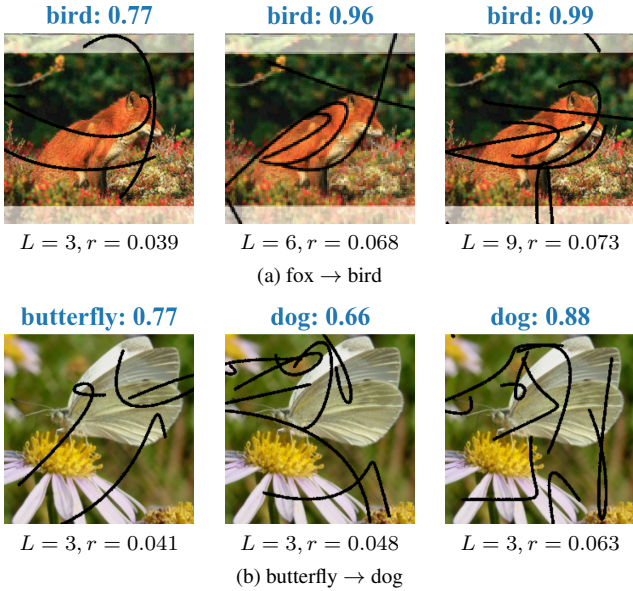 bird: 0.77 bird: 0.96 bird: 0.99
L = 3, r = 0.039 L = 6, r = 0.068 L = 9, r = 0.073
(a) fox → bird
butterfly: 0.77 dog: 0.66 dog: 0.88
L = 3, r = 0.041 L = 3, r = 0.048 L = 3, r = 0.063
(b) butterfly → dog